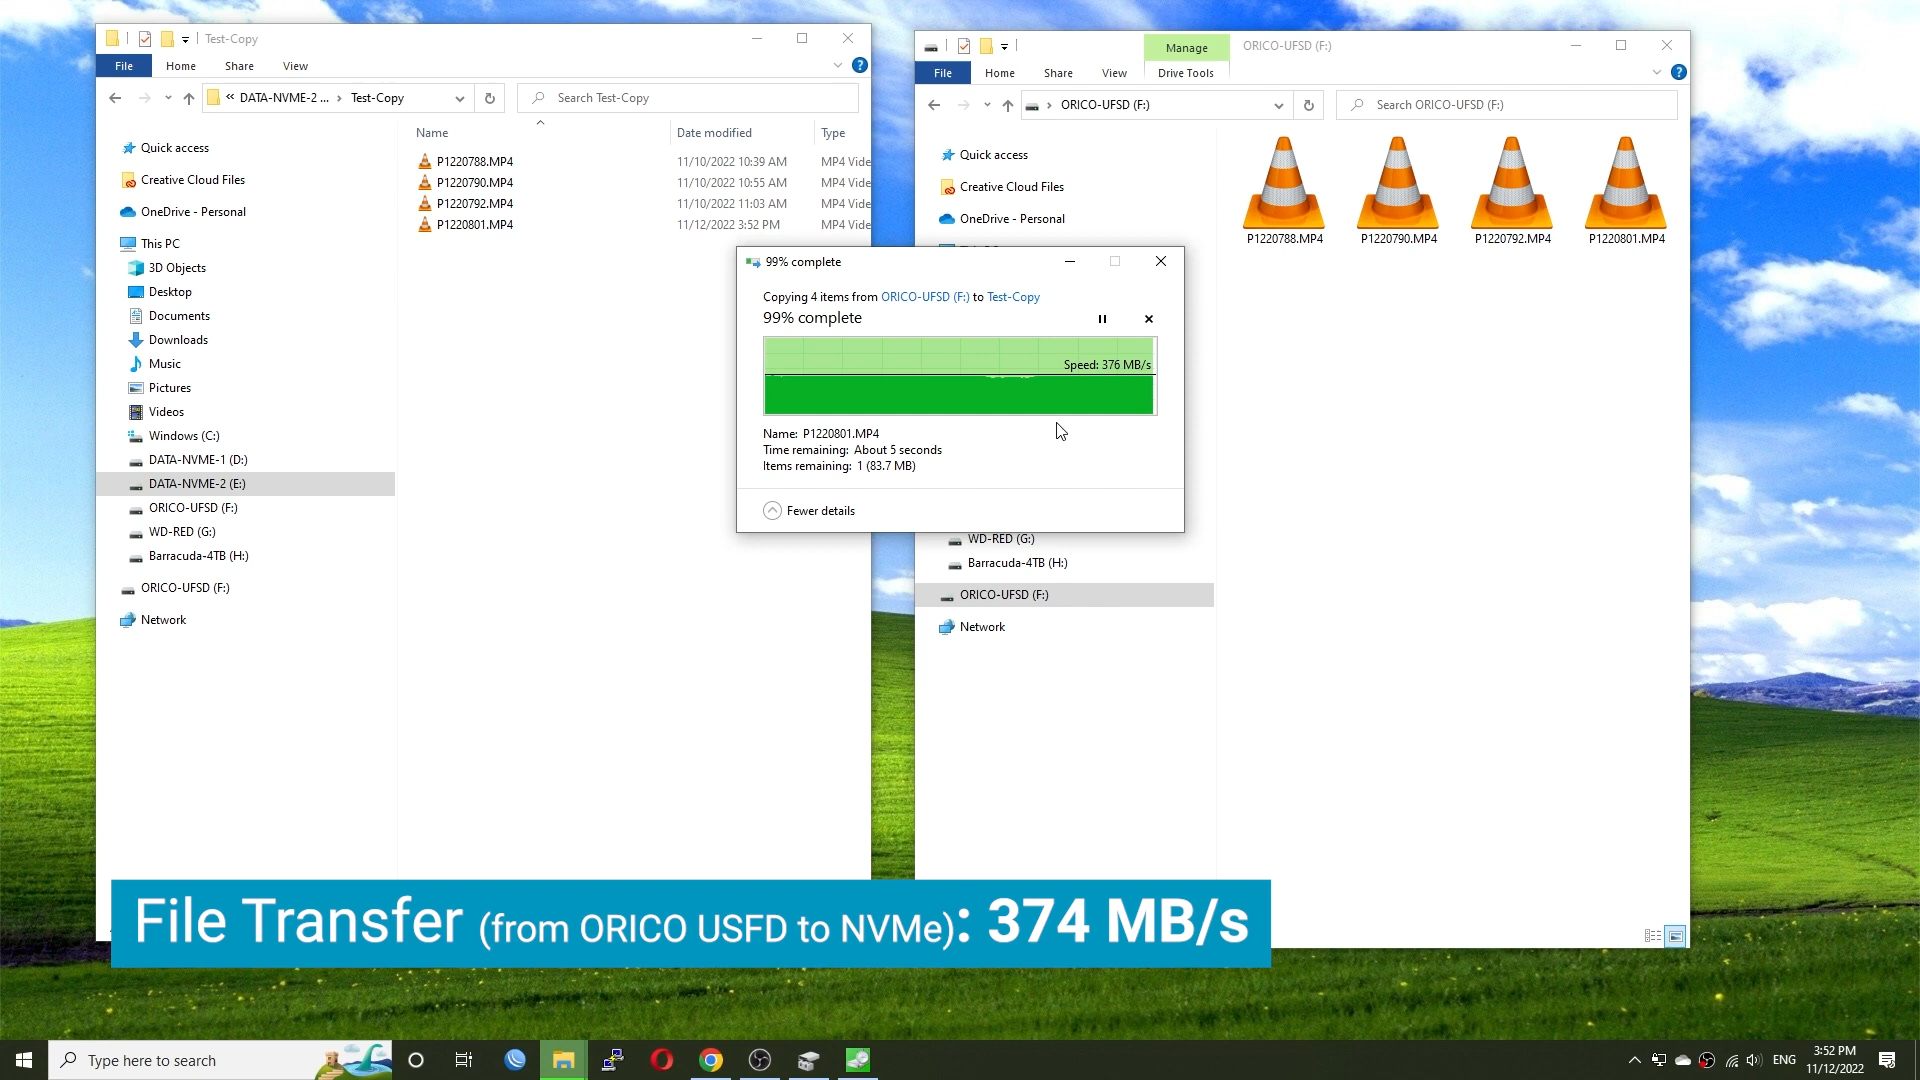 Test-Copy
File
Home
Share
View
« DATA-NVME-2 ... › Test-Copy
Search Test-Copy
Quick access
Creative Cloud Files
OneDrive - Personal
This PC
3D Objects
Desktop
Documents
Downloads
Music
Pictures
Videos
Windows (C:)
DATA-NVME-1 (D:)
DATA-NVME-2 (E:)
ORICO-UFSD (F:)
WD-RED (G:)
Barracuda-4TB (H:)
ORICO-UFSD (F:)
Network
Name Date modified Type
P1220788.MP4 11/10/2022 10:39 AM MP4 Vide
P1220790.MP4 11/10/2022 10:55 AM MP4 Vide
P1220792.MP4 11/10/2022 11:03 AM MP4 Vide
P1220801.MP4 11/12/2022 3:52 PM MP4 Vide
Manage
ORICO-UFSD (F:)
File
Home
Share
View
Drive Tools
› ORICO-UFSD (F:)
Search ORICO-UFSD (F:)
Quick access
Creative Cloud Files
OneDrive - Personal
WD-RED (G:)
Barracuda-4TB (H:)
ORICO-UFSD (F:)
Network
P1220788.MP4
P1220790.MP4
P1220792.MP4
P1220801.MP4
99% complete
Copying 4 items from ORICO-UFSD (F:) to Test-Copy
99% complete
Speed: 376 MB/s
Name: P1220801.MP4
Time remaining: About 5 seconds
Items remaining: 1 (83.7 MB)
Fewer details
File Transfer (from ORICO USFD to NVMe): 374 MB/s
Type here to search
ENG
3:52 PM
11/12/2022